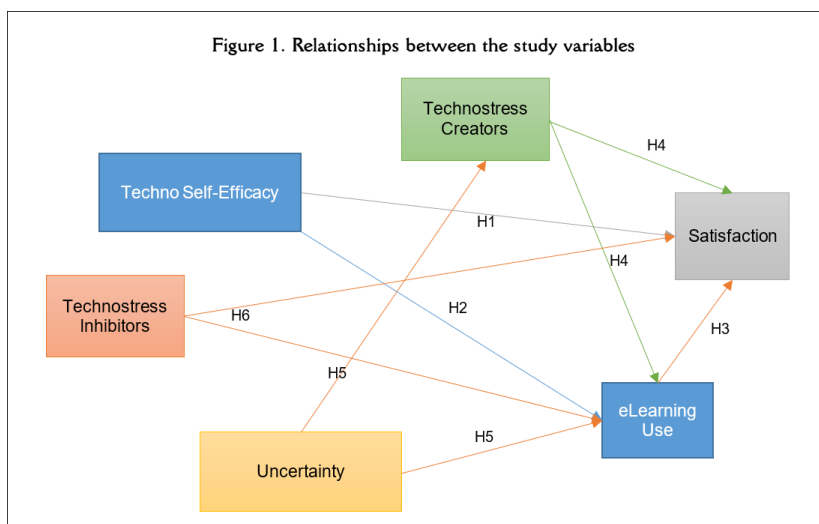 Figure 1. Relationships between the study variables
Technostress
Creators
H4
Techno Self-Efficacy
H1
Satisfaction
H4
Technostress
Inhibitors
H6
H2
H3
H5
eLearning
Use
H5
Uncertainty